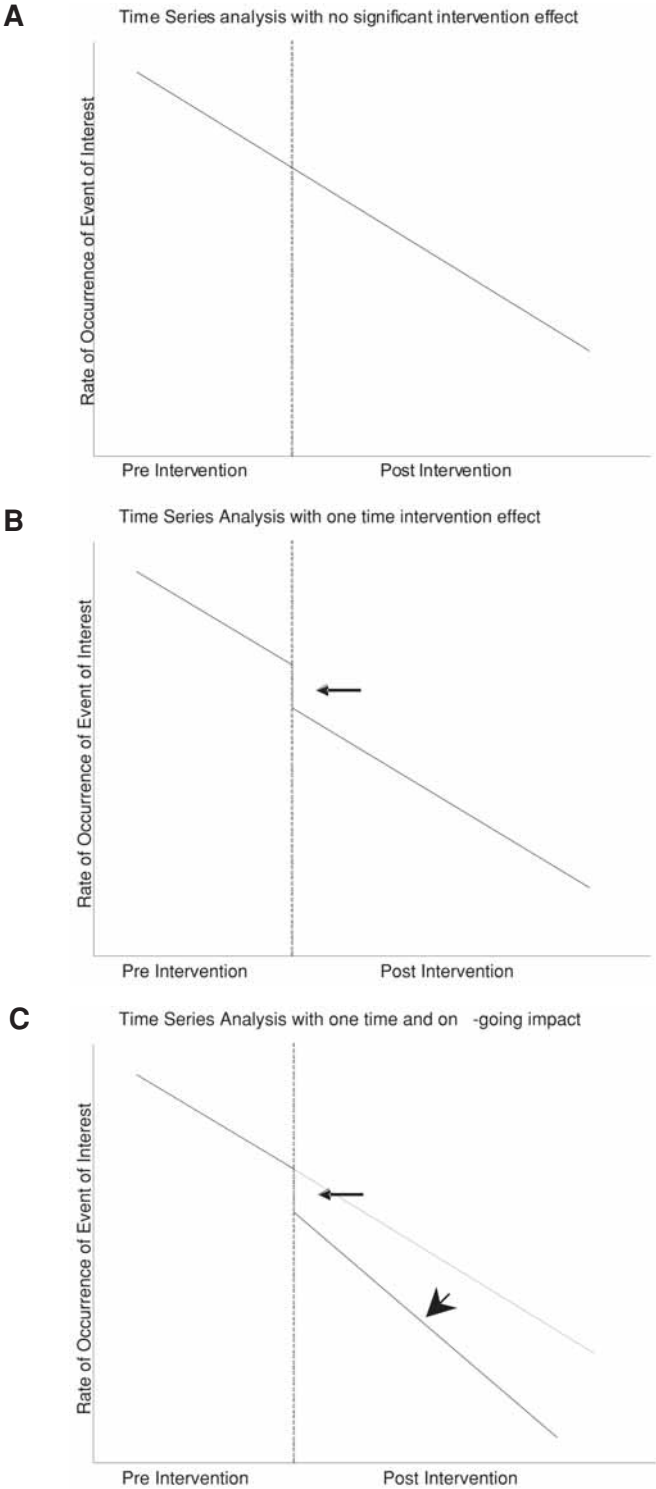 A
Time Series analysis with no significant intervention effect
Rate of Occurrence of Event of Interest
Pre Intervention
Post Intervention
B
Time Series Analysis with one time intervention effect
Rate of Occurrence of Event of Interest
Pre Intervention
Post Intervention
C
Time Series Analysis with one time and on -going impact
Rate of Occurrence of Event of Interest
Pre Intervention
Post Intervention